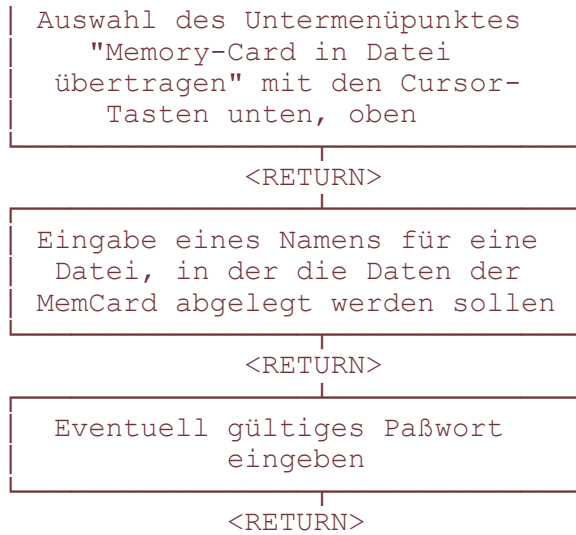 Auswahl des Untermenüpunktes
"Memory-Card in Datei
übertragen" mit den Cursor-
Tasten unten, oben
<RETURN>
Eingabe eines Namens für eine
Datei, in der die Daten der
MemCard abgelegt werden sollen
<RETURN>
Eventuell gültiges Paßwort
eingeben
<RETURN>